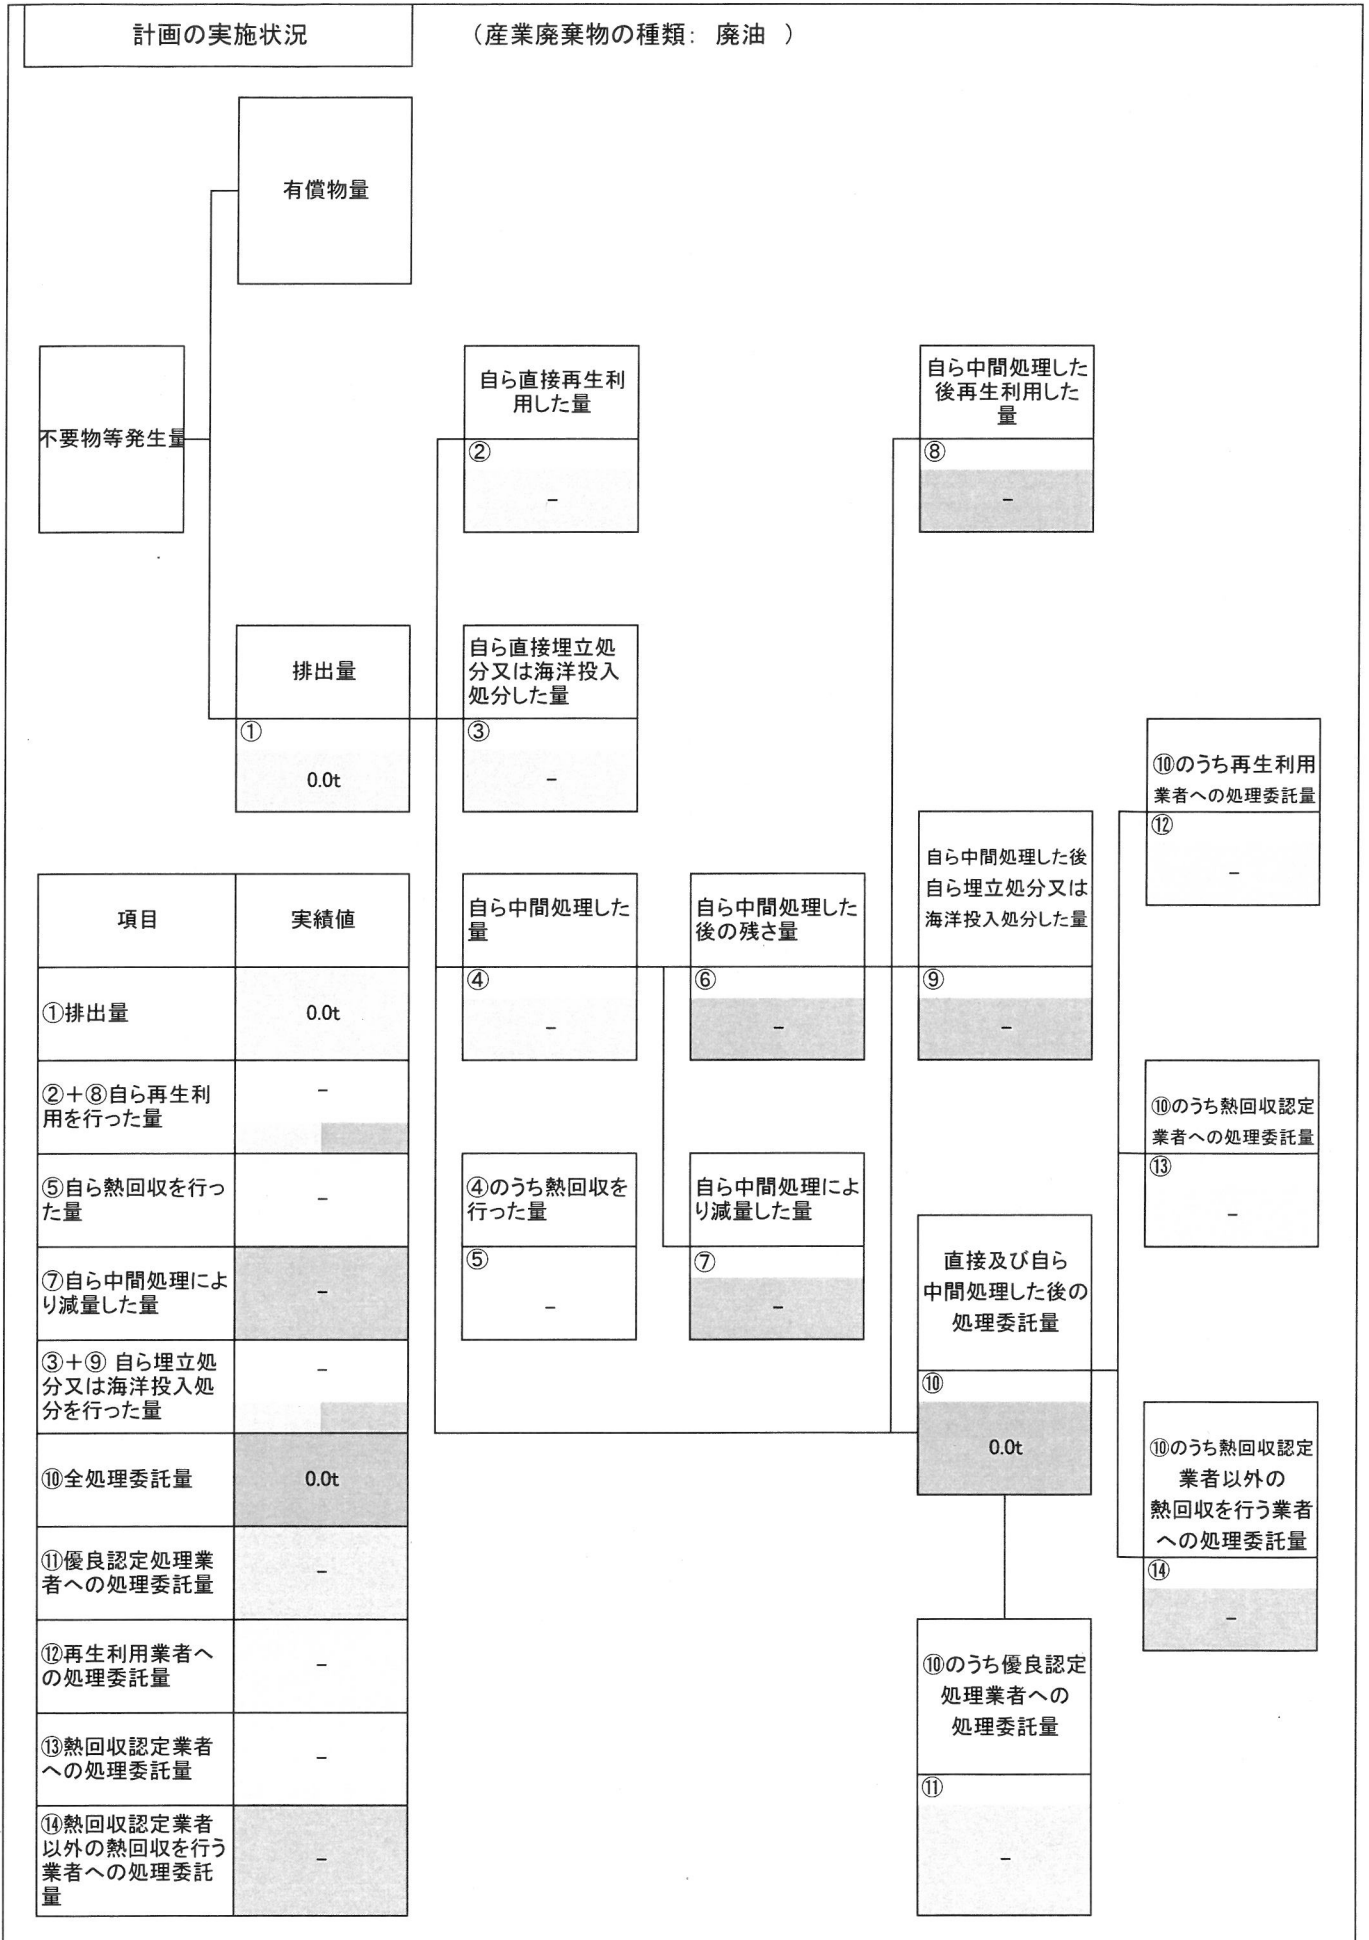 計画の実施状況
（産業廃棄物の種類： 廃油 ）
有償物量
不要物等発生量
自ら直接再生利
用した量
②
－
自ら中間処理した
後再生利用した
量
⑧
－
排出量
①
0.0t
自ら直接埋立処
分又は海洋投入
処分した量
③
－
⑩のうち再生利用
業者への処理委託量
⑫
－
自ら中間処理した
量
④
－
自ら中間処理した
後の残さ量
⑥
－
自ら中間処理した後
自ら埋立処分又は
海洋投入処分した量
⑨
－
⑩のうち熱回収認定
業者への処理委託量
⑬
－
④のうち熱回収を
行った量
⑤
－
自ら中間処理によ
り減量した量
⑦
－
直接及び自ら
中間処理した後の
処理委託量
⑩
0.0t
⑩のうち熱回収認定
業者以外の
熱回収を行う業者
への処理委託量
⑭
－
⑩のうち優良認定
処理業者への
処理委託量
⑪
－
項目 実績値
①排出量 0.0t
②＋⑧自ら再生利
用を行った量
－
⑤自ら熱回収を行っ
た量
－
⑦自ら中間処理によ
り減量した量
－
③＋⑨ 自ら埋立処
分又は海洋投入処
分を行った量
－
⑩全処理委託量 0.0t
⑪優良認定処理業
者への処理委託量
－
⑫再生利用業者へ
の処理委託量
－
⑬熱回収認定業者
への処理委託量
－
⑭熱回収認定業者
以外の熱回収を行う
業者への処理委託
量
－